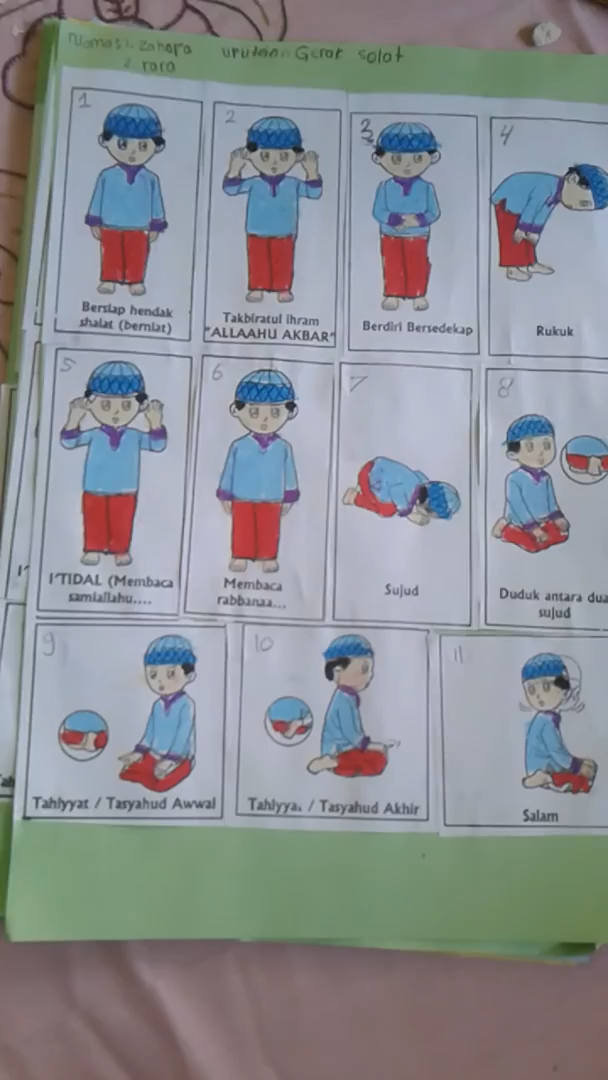 Nama: 1. Zahara    urutan Gerak solat
2 rara
1
2
3
4
Bersiap hendak
shalat (berniat)
Takbiratul ihram
"ALLAAHU AKBAR"
Berdiri Bersedekap
Rukuk
5
6
7
8
I'TIDAL (Membaca
samiallahu....
Membaca
rabbanaa...
Sujud
Duduk antara dua
sujud
9
10
11
Tahiyyat / Tasyahud Awwal
Tahiyya. / Tasyahud Akhir
Salam